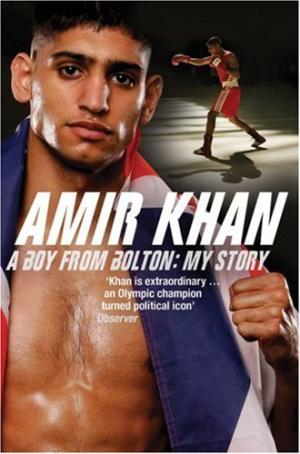 AMIR KHAN
A BOY FROM BOLTON: MY STORY
‘Khan is extraordinary ...
an Olympic champion
turned political icon’
Observer